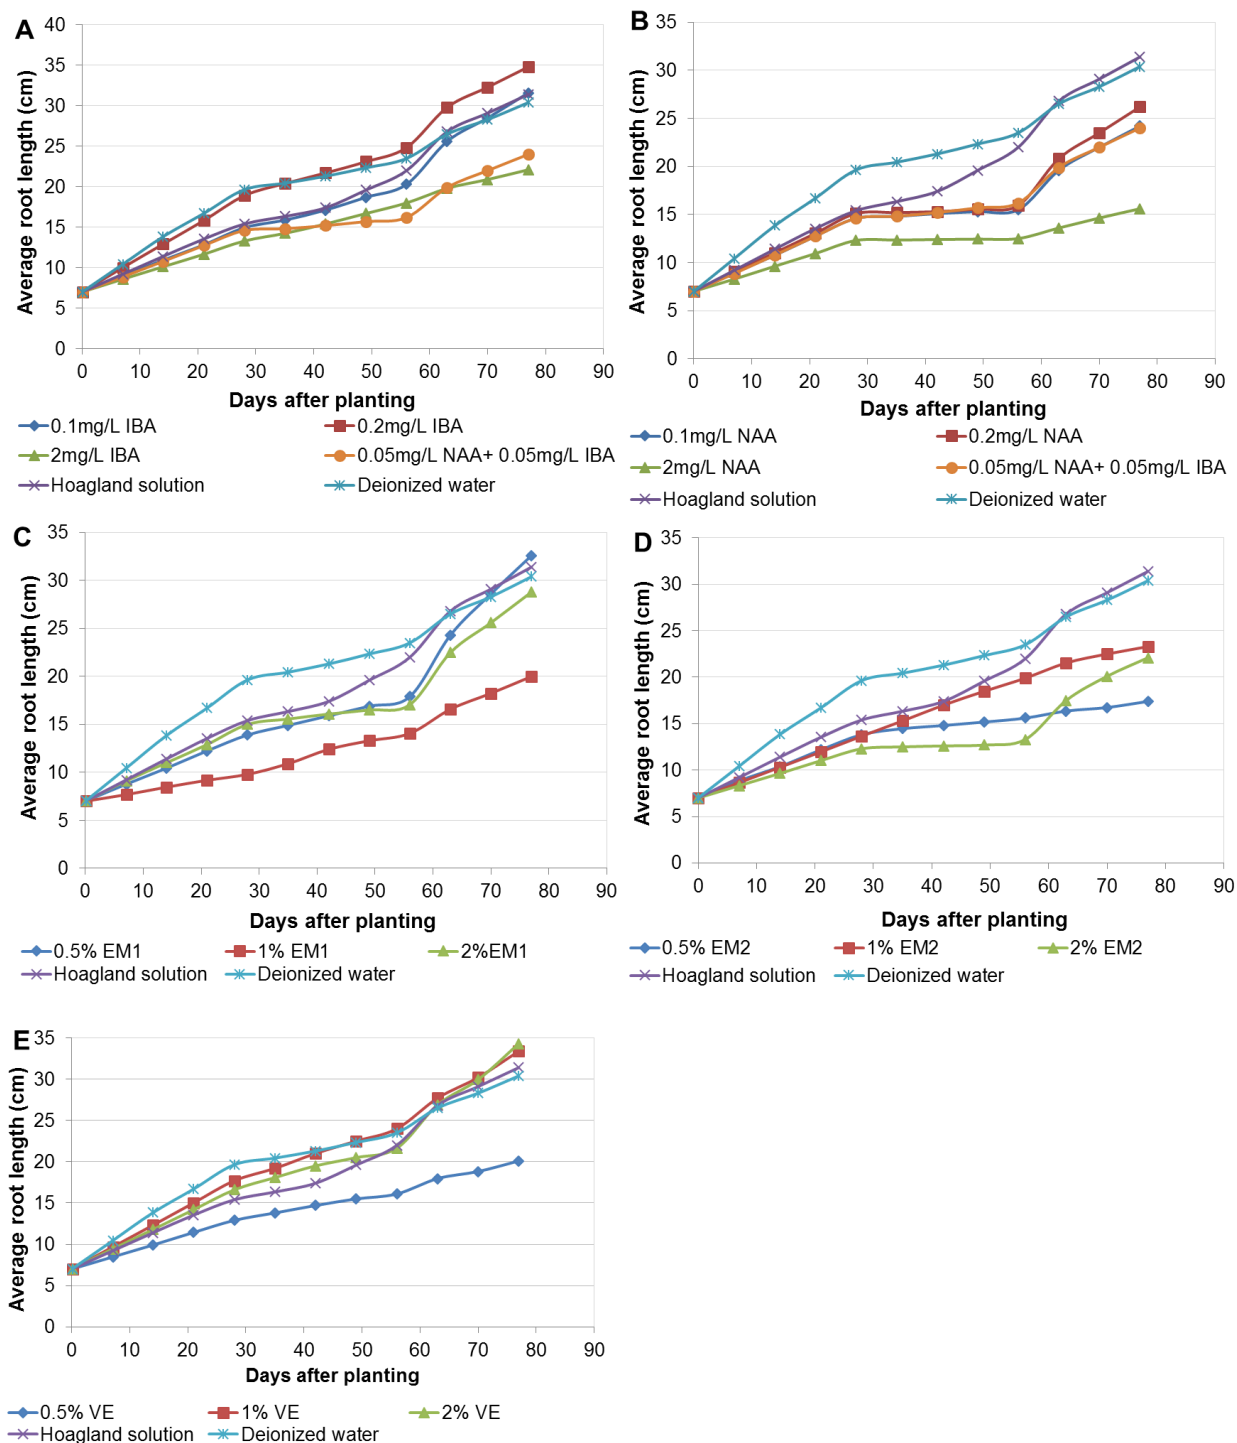 A
40
35
30
25
20
15
10
5
0
Average root length (cm)
0 10 20 30 40 50 60 70 80 90
Days after planting
0.1mg/L IBA 0.2mg/L IBA
2mg/L IBA 0.05mg/L NAA+ 0.05mg/L IBA
Hoagland solution Deionized water
B
35
30
25
20
15
10
5
0
Average root length (cm)
0 10 20 30 40 50 60 70 80 90
Days after planting
0.1mg/L NAA 0.2mg/L NAA
2mg/L NAA 0.05mg/L NAA+ 0.05mg/L IBA
Hoagland solution Deionized water
C
35
30
25
20
15
10
5
0
Average root length (cm)
0 10 20 30 40 50 60 70 80 90
Days after planting
0.5% EM1 1% EM1 2%EM1
Hoagland solution Deionized water
D
35
30
25
20
15
10
5
0
Average root length (cm)
0 10 20 30 40 50 60 70 80 90
Days after planting
0.5% EM2 1% EM2 2% EM2
Hoagland solution Deionized water
E
35
30
25
20
15
10
5
0
Average root length (cm)
0 10 20 30 40 50 60 70 80 90
Days after planting
0.5% VE 1% VE 2% VE
Hoagland solution Deionized water